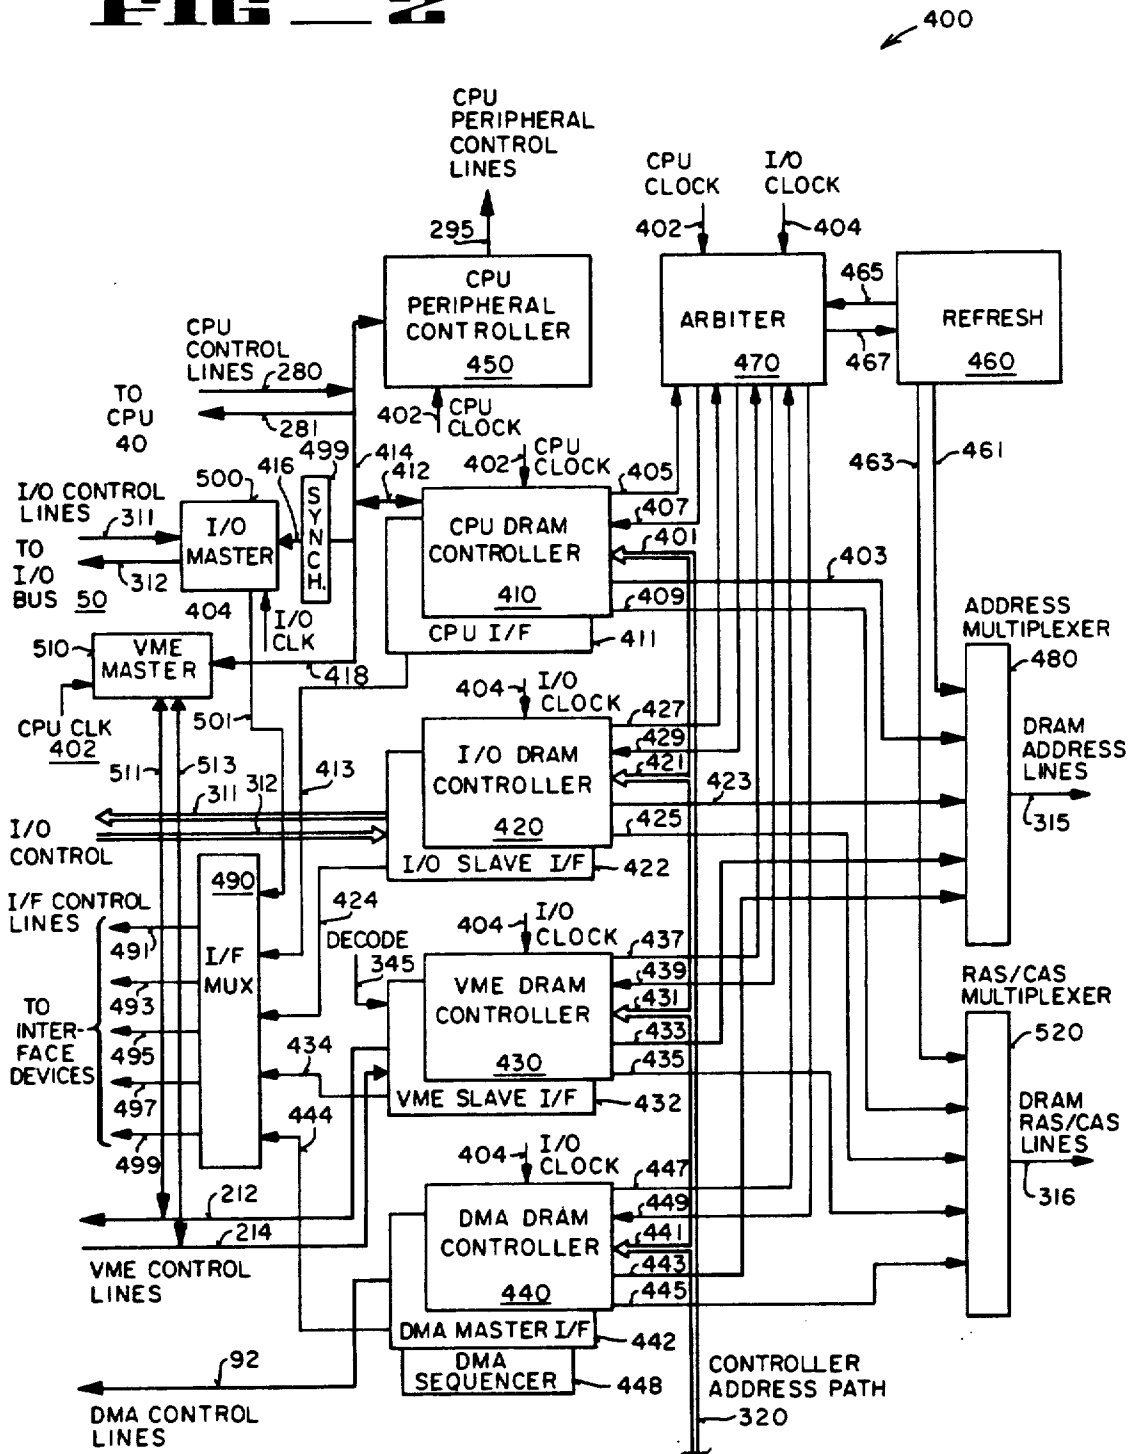 FIG__2
400
CPU
PERIPHERAL
CONTROL
LINES
CPU
CLOCK
I/O
CLOCK
295
402
404
CPU
PERIPHERAL
CONTROLLER
450
ARBITER
470
465
467
REFRESH
460
CPU
CONTROL
LINES
280
281
TO
CPU
40
402
CPU
CLOCK
499
414
416
412
402
CPU
CLOCK
405
407
401
463
461
403
409
I/O CONTROL
LINES
311
500
I/O
MASTER
SYNCH.
CPU DRAM
CONTROLLER
410
CPU I/F
411
TO
I/O
BUS 50
312
404
I/O
CLK
510
VME
MASTER
418
CPU CLK
402
501
511
513
413
312
311
404
I/O
CLOCK
427
429
421
423
425
I/O DRAM
CONTROLLER
420
I/O SLAVE I/F
422
ADDRESS
MULTIPLEXER
480
DRAM
ADDRESS
LINES
315
I/O
CONTROL
I/F CONTROL
LINES
490
I/F
MUX
491
493
495
497
499
TO
INTER-
FACE
DEVICES
424
DECODE
345
434
444
404
I/O
CLOCK
437
439
431
433
435
VME DRAM
CONTROLLER
430
VME SLAVE I/F
432
RAS/CAS
MULTIPLEXER
520
DRAM
RAS/CAS
LINES
316
212
214
VME CONTROL
LINES
404
I/O
CLOCK
447
449
441
443
445
DMA DRAM
CONTROLLER
440
DMA MASTER I/F
442
DMA
SEQUENCER
448
92
DMA CONTROL
LINES
CONTROLLER
ADDRESS PATH
320